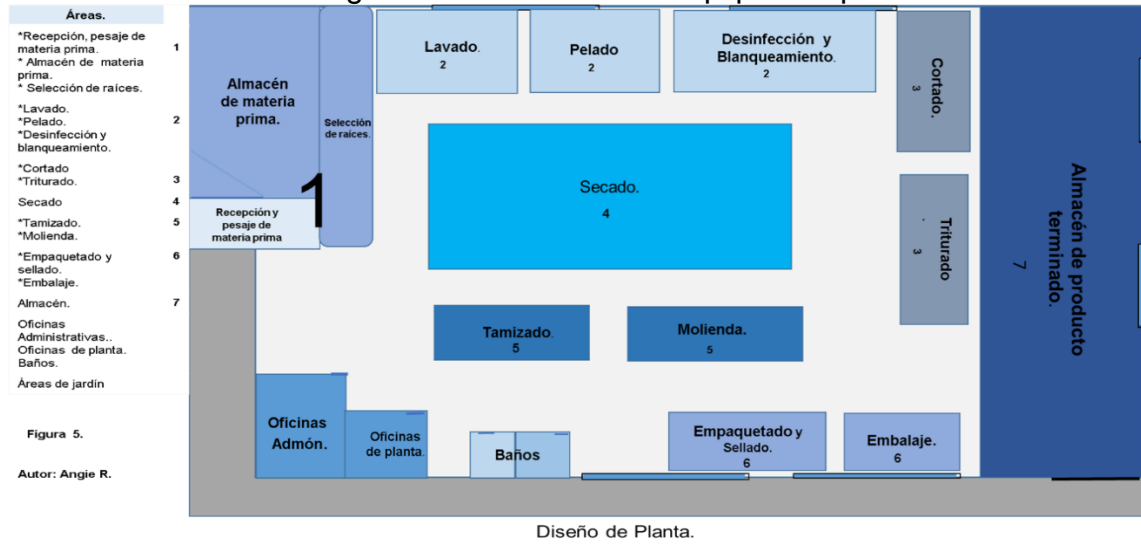 Áreas.
*Recepción, pesaje de
materia prima. 1
* Almacén de materia
prima.
* Selección de raíces.
*Lavado.
*Pelado. 2
*Desinfección y
blanqueamiento.
*Cortado
*Triturado. 3
Secado 4
*Tamizado. 5
*Molienda.
*Empaquetado y 6
sellado.
*Embalaje.
Almacén. 7
Oficinas
Administrativas..
Oficinas de planta.
Baños.
Áreas de jardín
Figura 5.
Autor: Angie R.
Almacén
de materia
prima.
Selección
de raíces.
1
Recepción y
pesaje de
materia prima
Lavado.
2
Pelado
2
Desinfección y
Blanqueamiento.
2
Cortado.
3
Secado.
4
Triturado
3
Almacén de producto
terminado.
7
Tamizado.
5
Molienda.
5
Oficinas
Admón.
Oficinas
de planta.
Baños
Empaquetado y
Sellado.
6
Embalaje.
6
Diseño de Planta.